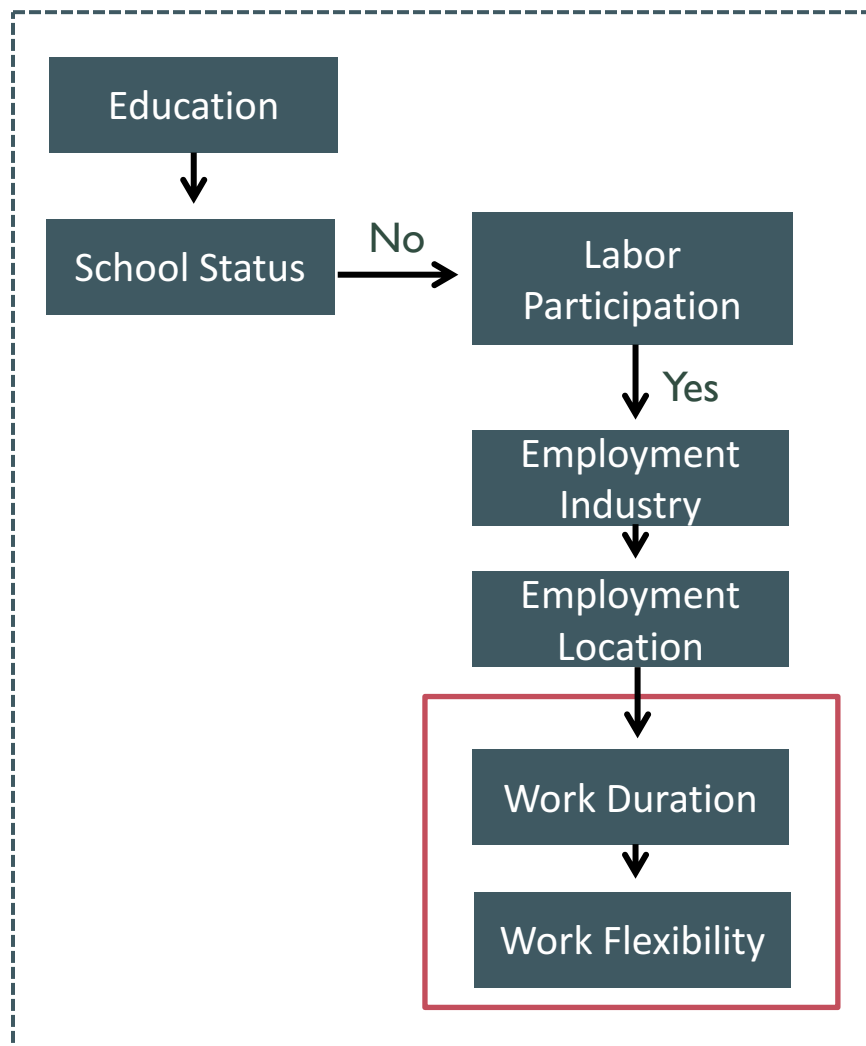 Education
School Status
No
Labor
Participation
Yes
Employment
Industry
Employment
Location
Work Duration
Work Flexibility